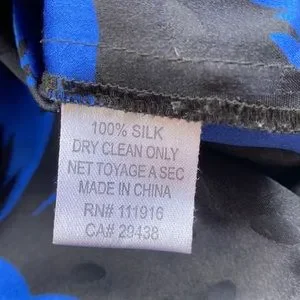 100% SILK
DRY CLEAN ONLY
NET TOYAGE A SEC
MADE IN CHINA
RN# 111916
CA# 29438